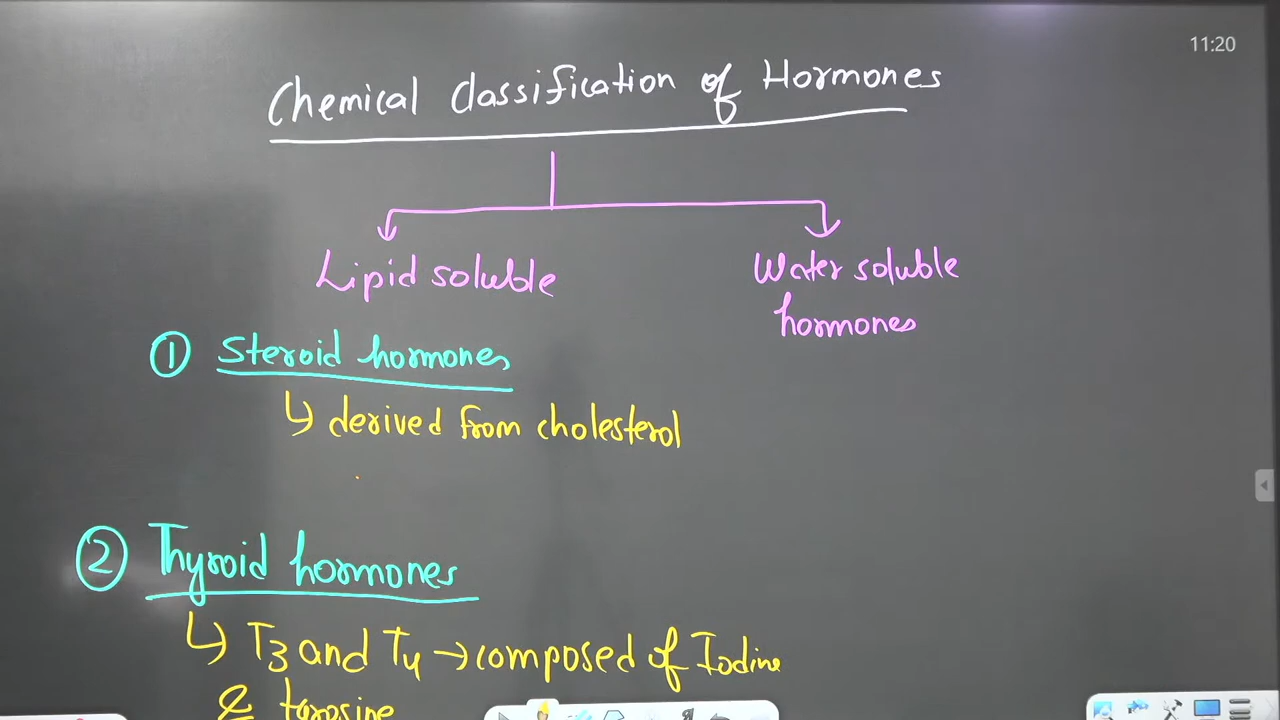 11:20
Chemical classification of Hormones
Lipid soluble
Water soluble
hormones
① Steroid hormones
↳ derived from cholesterol
② Thyroid hormones
↳ T3 and T4 → composed of Iodine
& tarosine